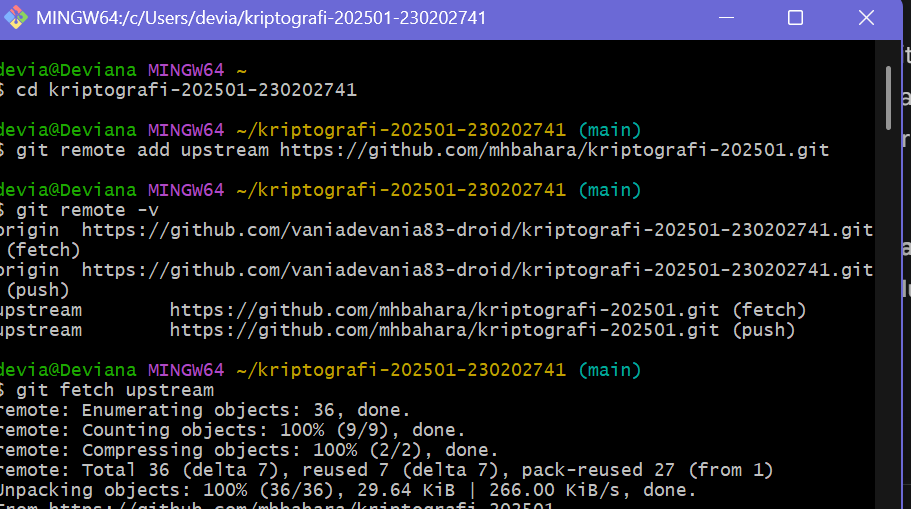 MINGW64:/c/Users/devia/kriptografi-202501-230202741
devia@Deviana MINGW64 ~
$ cd kriptografi-202501-230202741
devia@Deviana MINGW64 ~/kriptografi-202501-230202741 (main)
$ git remote add upstream https://github.com/mhbahara/kriptografi-202501.git
devia@Deviana MINGW64 ~/kriptografi-202501-230202741 (main)
$ git remote -v
origin  https://github.com/vaniadevania83-droid/kriptografi-202501-230202741.git
 (fetch)
origin  https://github.com/vaniadevania83-droid/kriptografi-202501-230202741.git
 (push)
upstream        https://github.com/mhbahara/kriptografi-202501.git (fetch)
upstream        https://github.com/mhbahara/kriptografi-202501.git (push)
devia@Deviana MINGW64 ~/kriptografi-202501-230202741 (main)
$ git fetch upstream
remote: Enumerating objects: 36, done.
remote: Counting objects: 100% (9/9), done.
remote: Compressing objects: 100% (2/2), done.
remote: Total 36 (delta 7), reused 7 (delta 7), pack-reused 27 (from 1)
Unpacking objects: 100% (36/36), 29.64 KiB | 266.00 KiB/s, done.
From https://github.com/mhbahara/kriptografi-202501